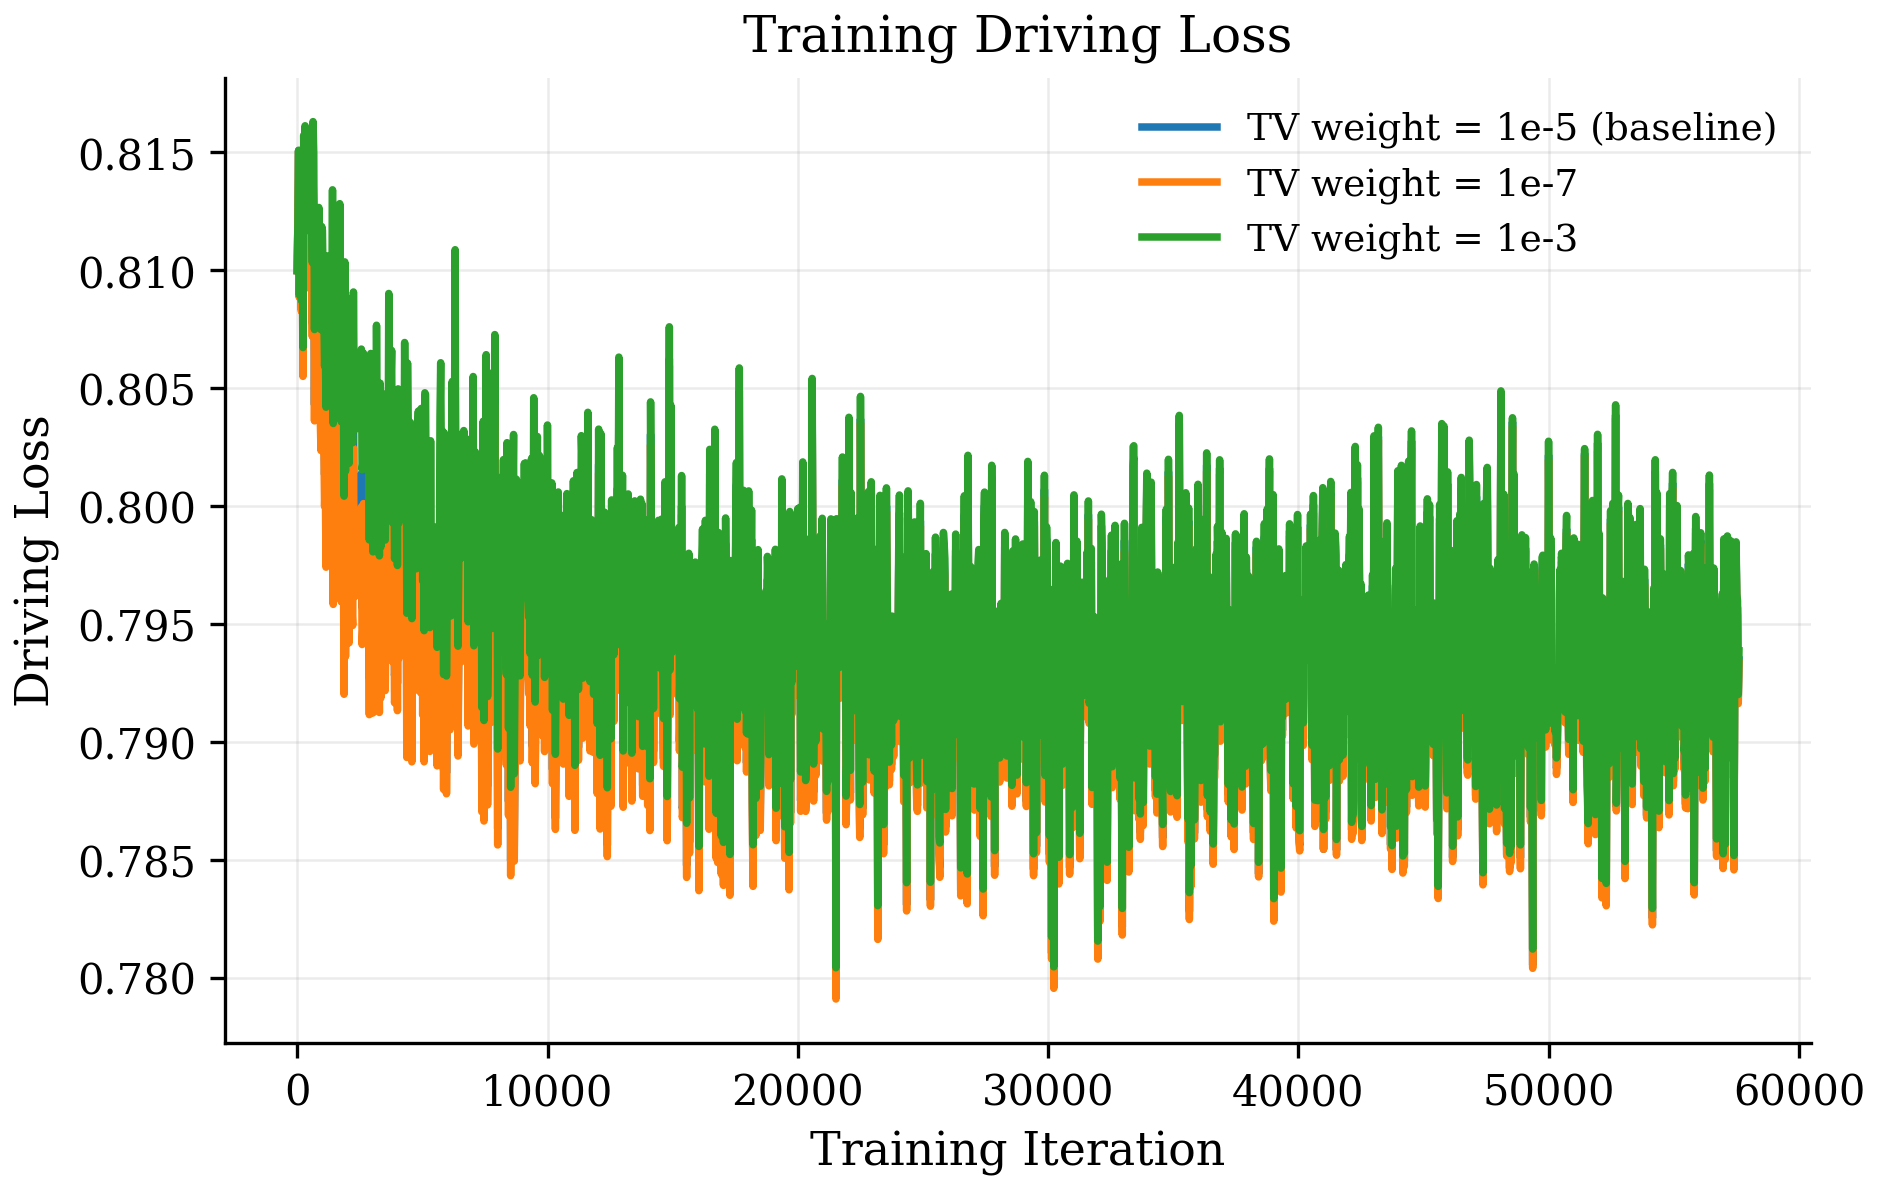 Training Driving Loss
TV weight = 1e-5 (baseline)
TV weight = 1e-7
TV weight = 1e-3
Driving Loss
0.815
0.810
0.805
0.800
0.795
0.790
0.785
0.780
0
10000
20000
30000
40000
50000
60000
Training Iteration